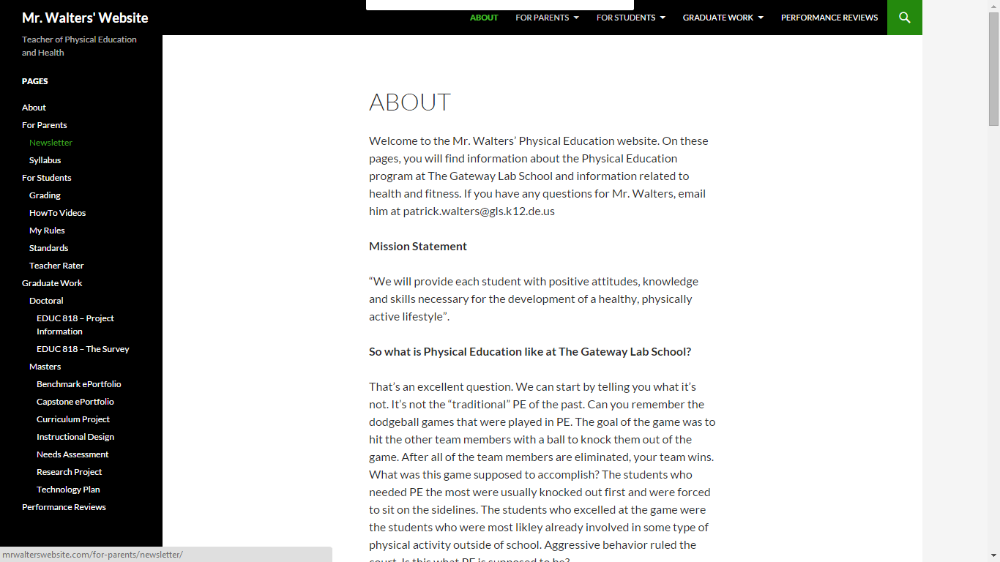 Mr. Walters' Website
ABOUT
FOR PARENTS
FOR STUDENTS
GRADUATE WORK
PERFORMANCE REVIEWS
Teacher of Physical Education
and Health
PAGES
About
For Parents
Newsletter
Syllabus
For Students
Grading
HowTo Videos
My Rules
Standards
Teacher Rater
Graduate Work
Doctoral
EDUC 818 – Project
Information
EDUC 818 – The Survey
Masters
Benchmark ePortfolio
Capstone ePortfolio
Curriculum Project
Instructional Design
Needs Assessment
Research Project
Technology Plan
Performance Reviews
ABOUT
Welcome to the Mr. Walters’ Physical Education website. On these
pages, you will find information about the Physical Education
program at The Gateway Lab School and information related to
health and fitness. If you have any questions for Mr. Walters, email
him at patrick.walters@gls.k12.de.us
Mission Statement
“We will provide each student with positive attitudes, knowledge
and skills necessary for the development of a healthy, physically
active lifestyle”.
So what is Physical Education like at The Gateway Lab School?
That’s an excellent question. We can start by telling you what it’s
not. It’s not the “traditional” PE of the past. Can you remember the
dodgeball games that were played in PE. The goal of the game was to
hit the other team members with a ball to knock them out of the
game. After all of the team members are eliminated, your team wins.
What was this game supposed to accomplish? The students who
needed PE the most were usually knocked out first and were forced
to sit on the sidelines. The students who excelled at the game were
the students who were most likley already involved in some type of
physical activity outside of school. Aggressive behavior ruled the
court. Is this what PE is supposed to be?
mrwalterswebsite.com/for-parents/newsletter/